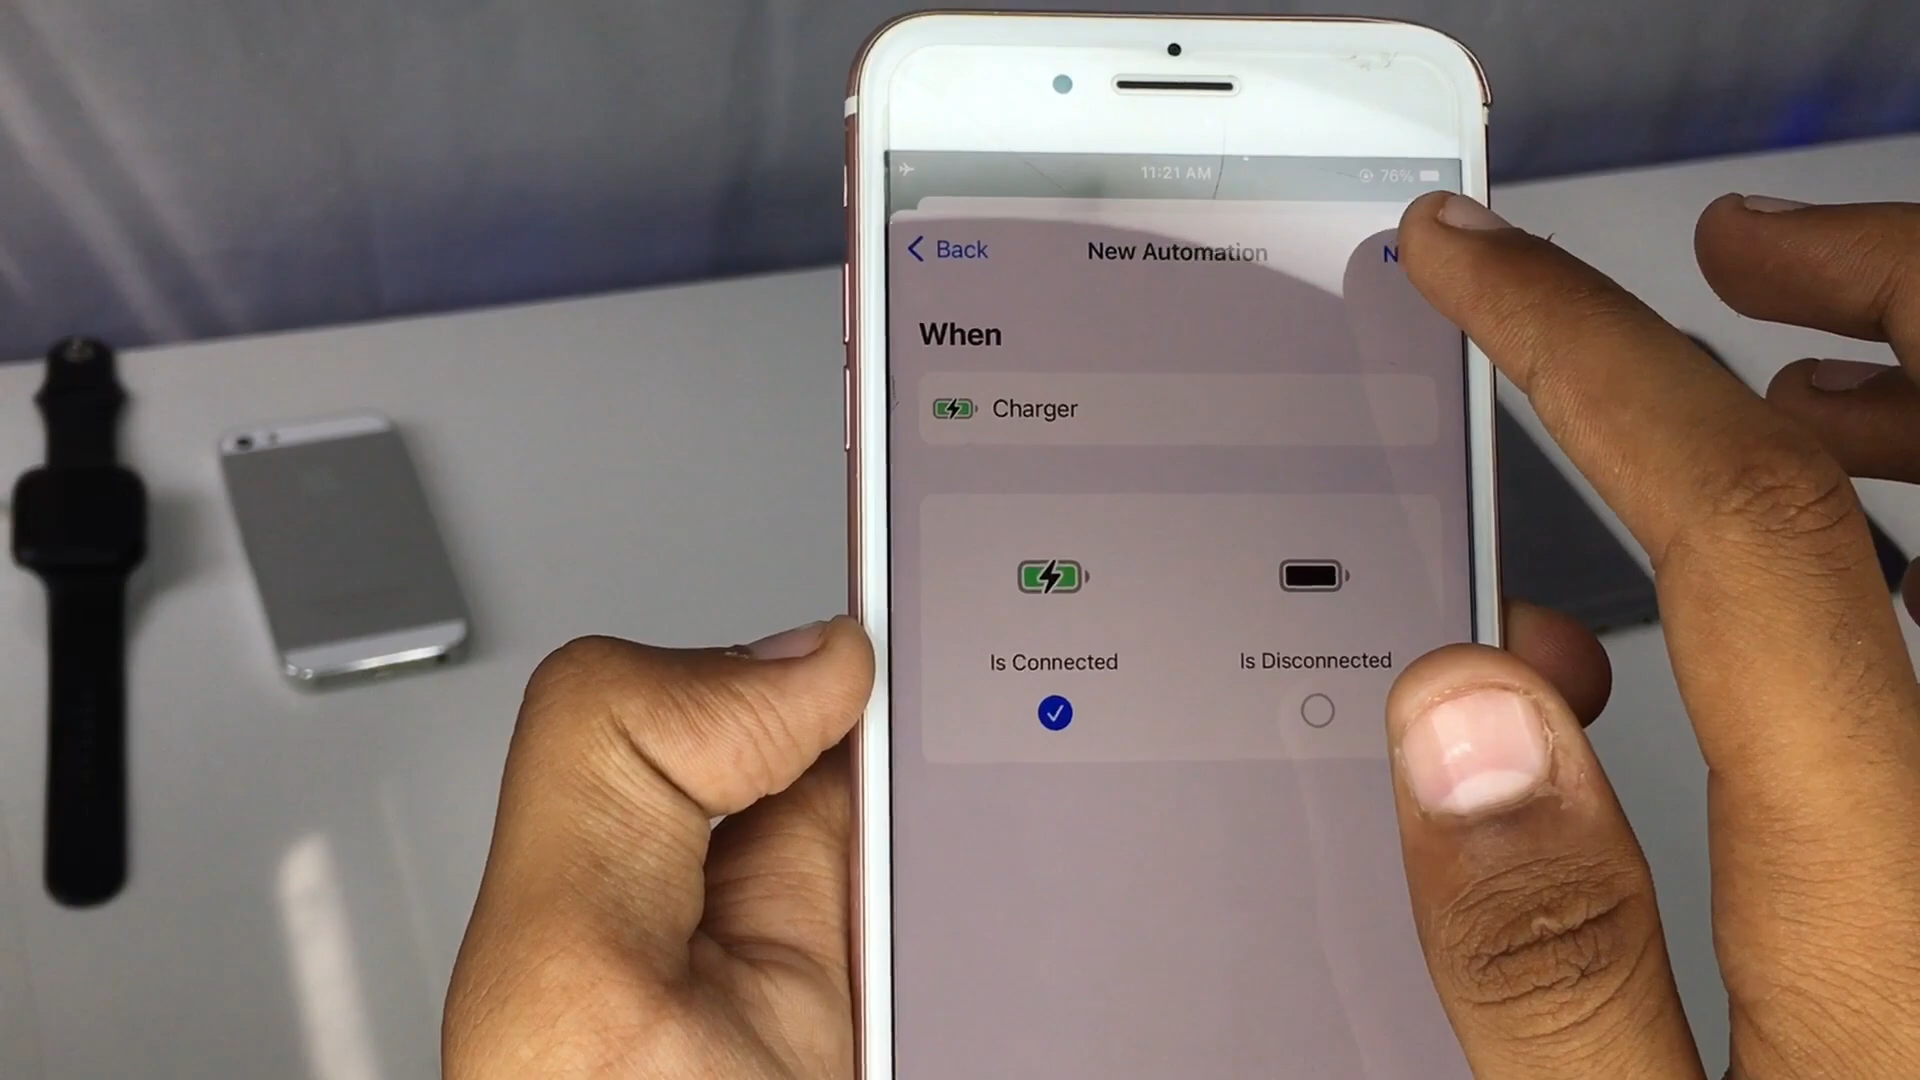 11:21 AM
76%
Back
New Automation
When
Charger
Is Connected
Is Disconnected